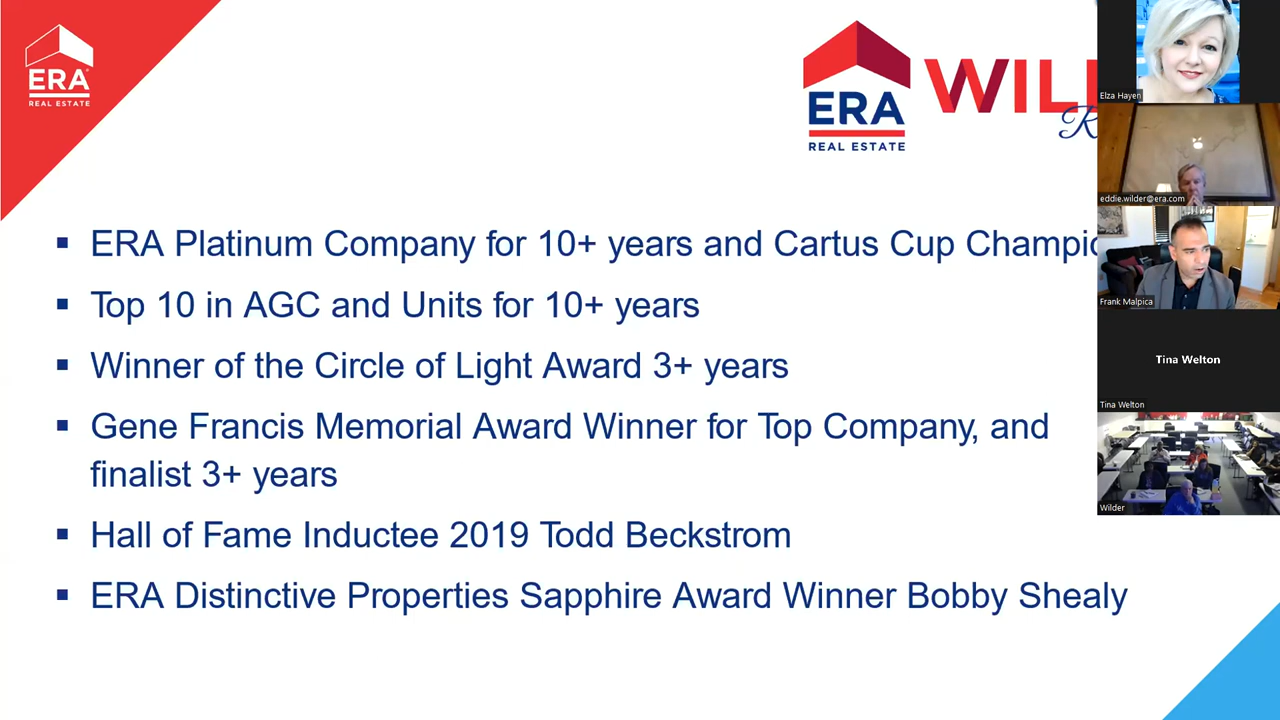 ERA
REAL ESTATE
ERA
REAL ESTATE
WIL
R
▪ ERA Platinum Company for 10+ years and Cartus Cup Champi
▪ Top 10 in AGC and Units for 10+ years
▪ Winner of the Circle of Light Award 3+ years
▪ Gene Francis Memorial Award Winner for Top Company, and
finalist 3+ years
▪ Hall of Fame Inductee 2019 Todd Beckstrom
▪ ERA Distinctive Properties Sapphire Award Winner Bobby Shealy
Elza Hayen
eddie.wilder@era.com
Frank Malpica
Tina Welton
Tina Welton
Wilder